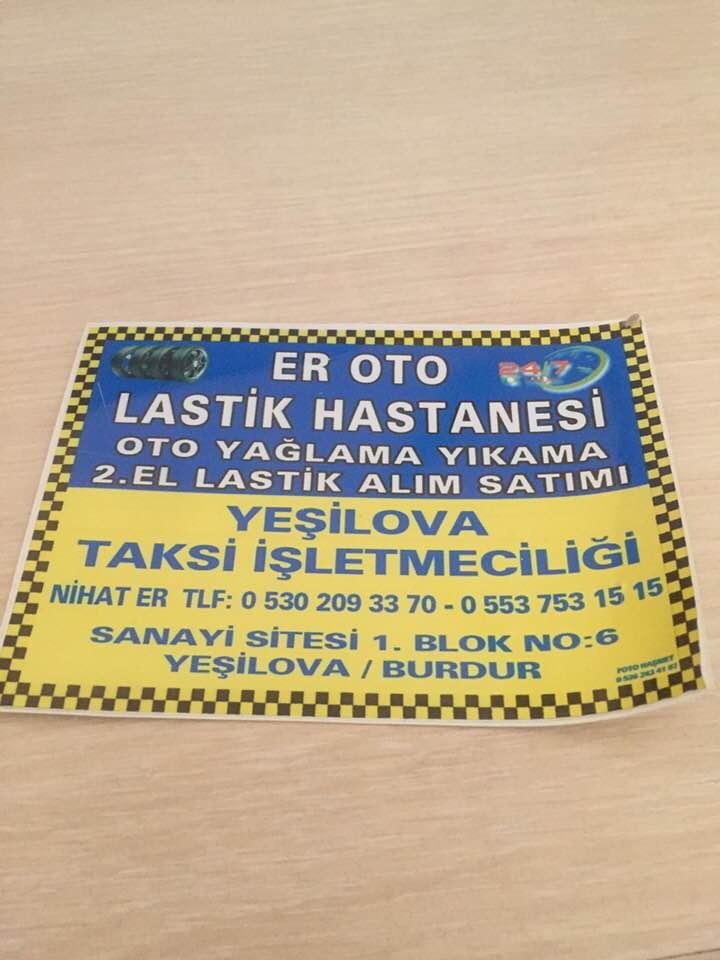 24/7
ER OTO
LASTİK HASTANESİ
OTO YAĞLAMA YIKAMA
2.EL LASTİK ALIM SATIMI
YEŞİLOVA
TAKSİ İŞLETMECİLİĞİ
NİHAT ER TLF: 0 530 209 33 70 - 0 553 753 15 15
SANAYİ SİTESİ 1. BLOK NO:6
YEŞİLOVA / BURDUR
FOTO HAŞMET